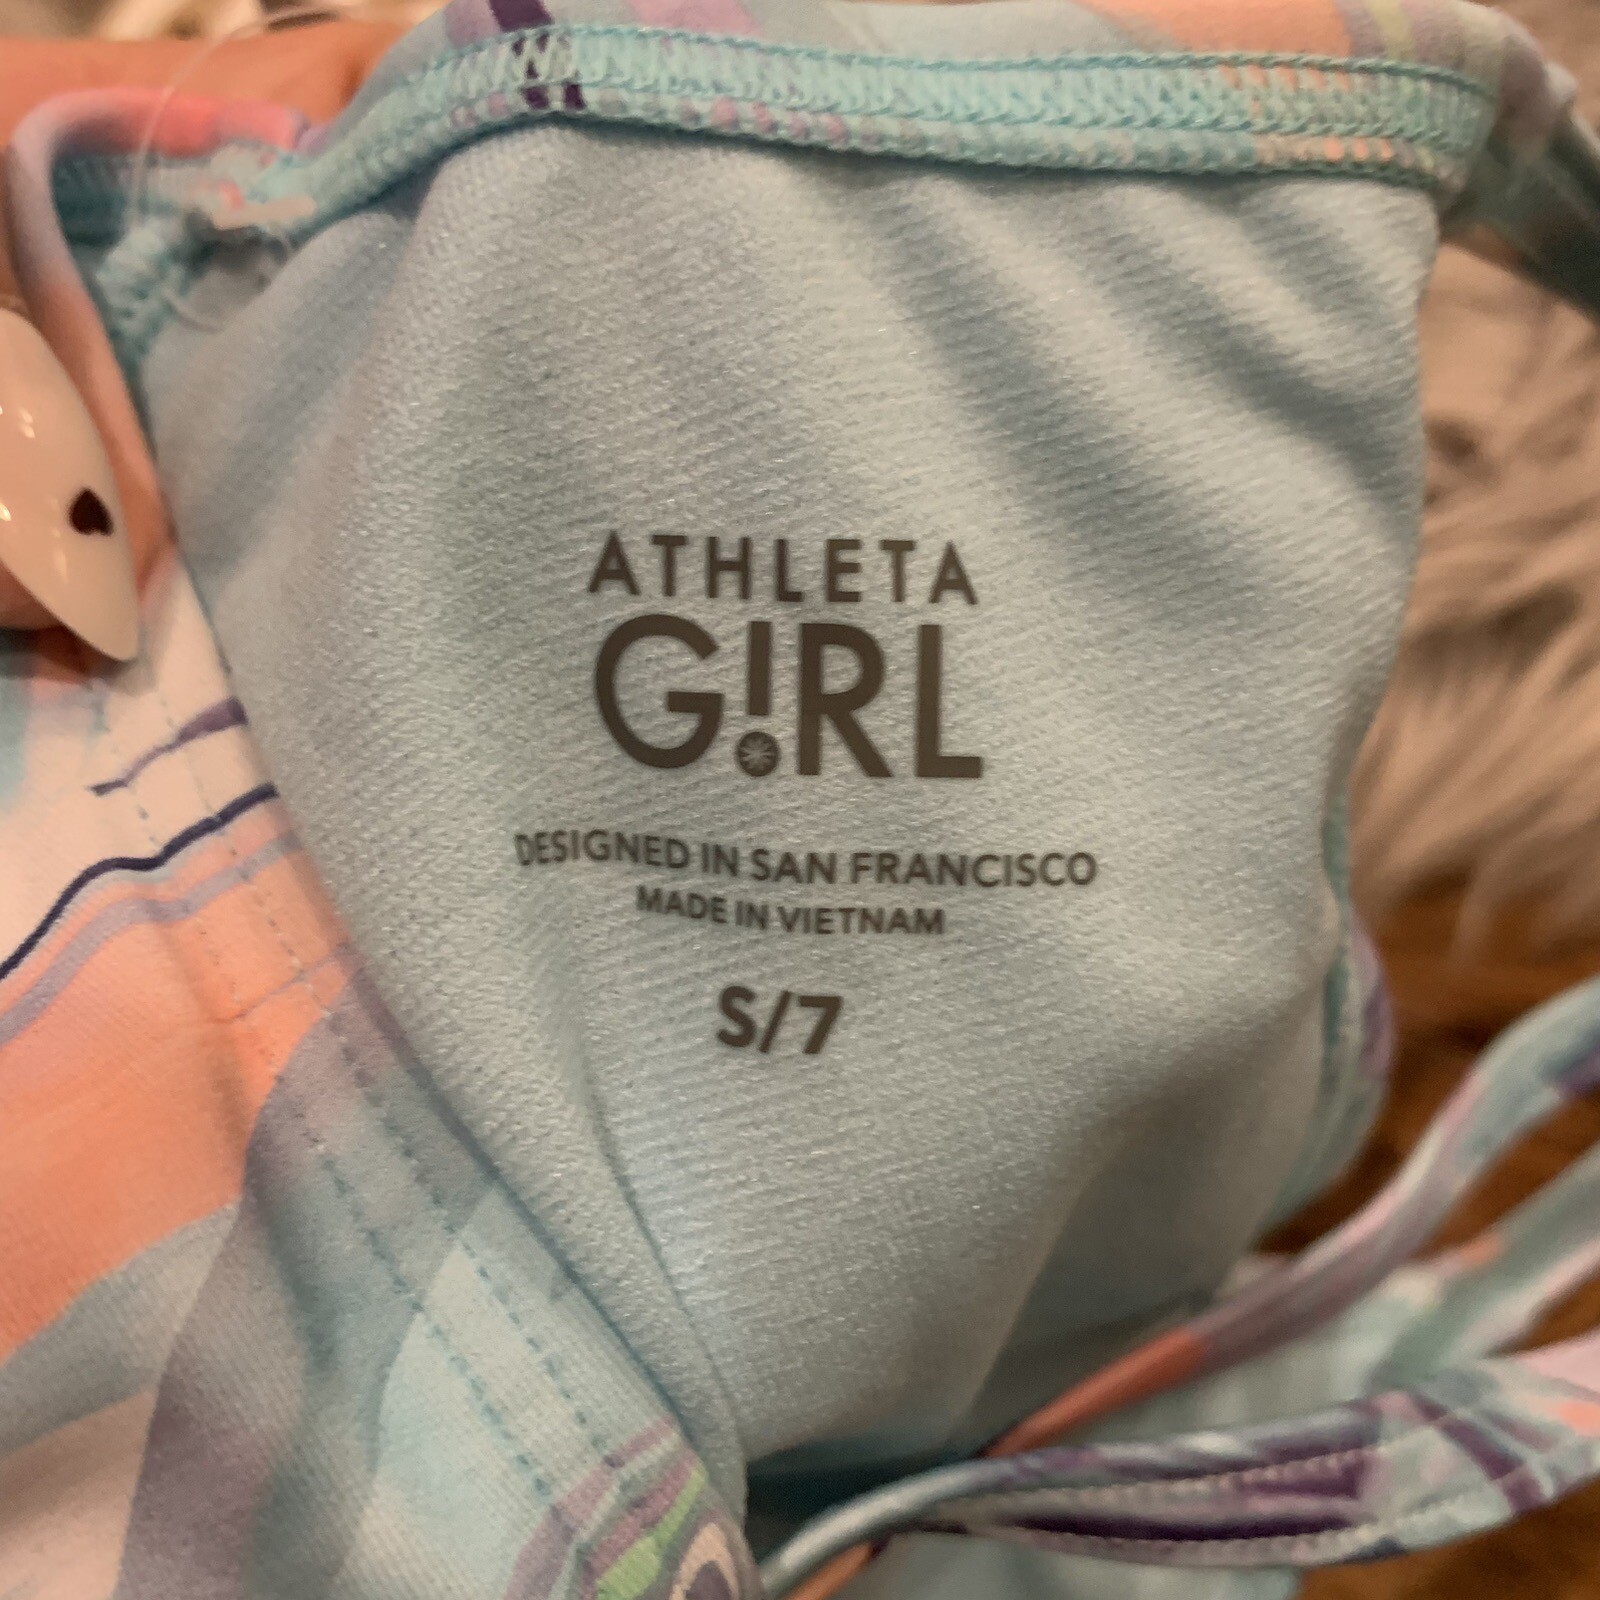 ATHLETA
G!RL
DESIGNED IN SAN FRANCISCO
MADE IN VIETNAM
S/7